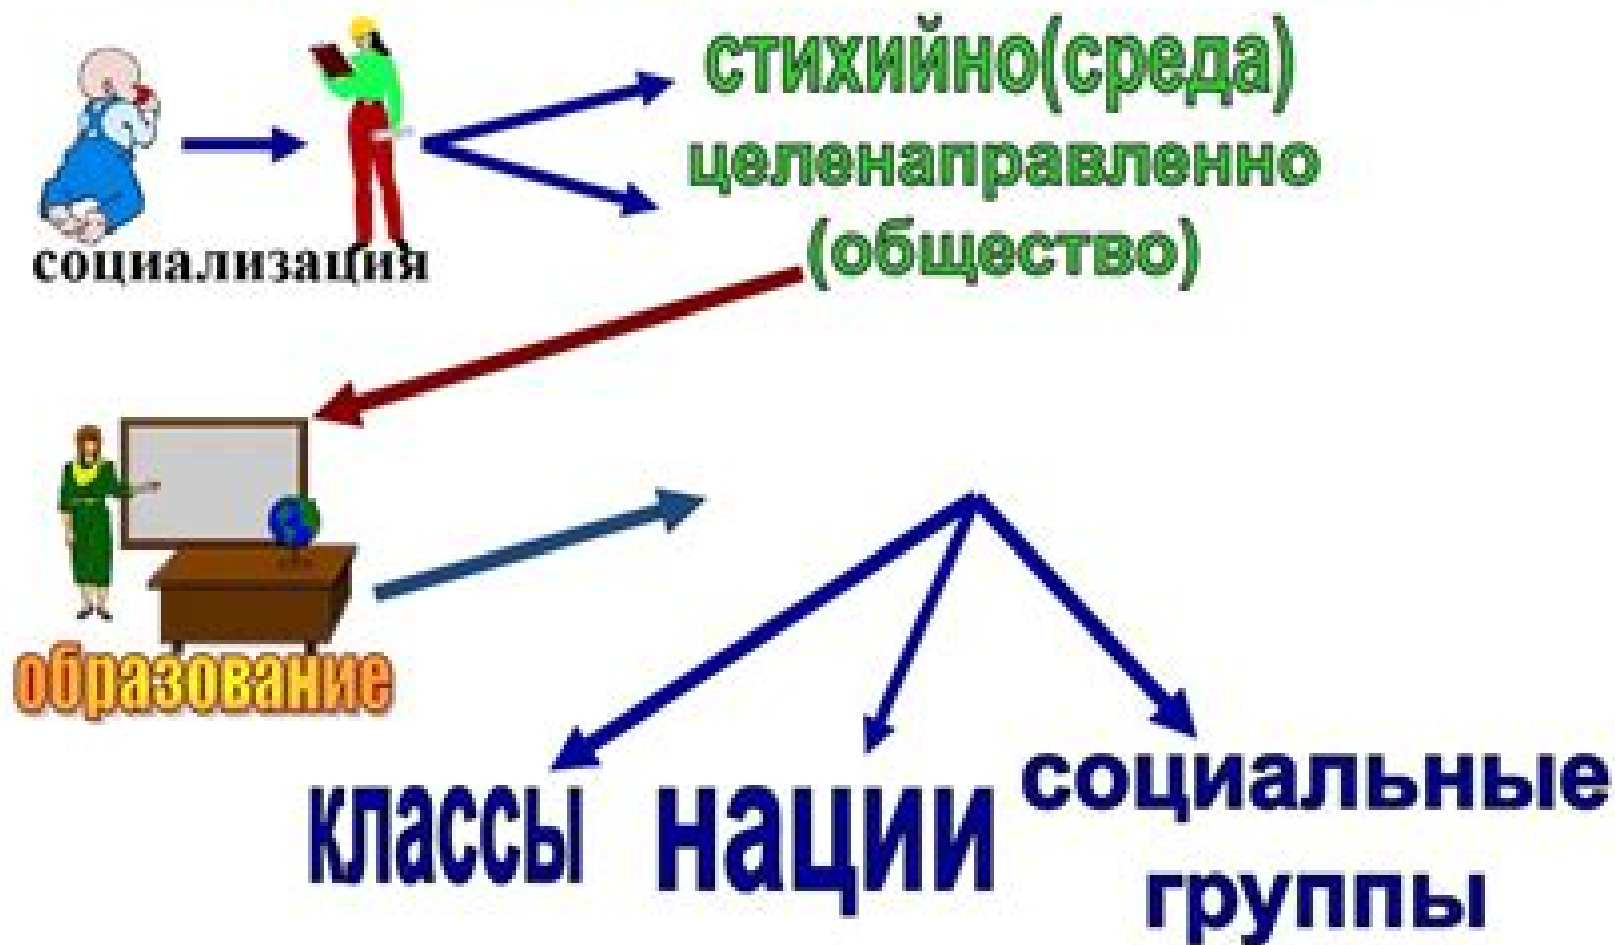 стихийно(среда)
целенаправленно
(общество)
социализация
образование
классы нации социальные
группы